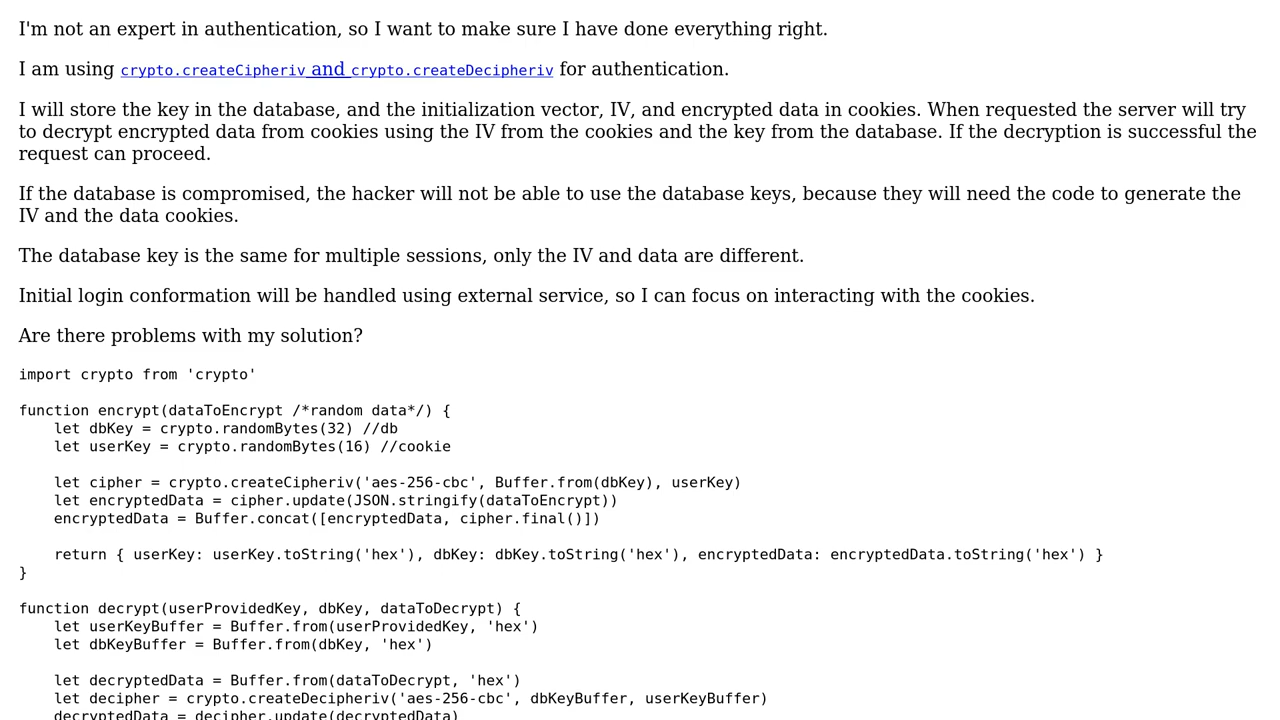 I'm not an expert in authentication, so I want to make sure I have done everything right.
I am using crypto.createCipheriv and crypto.createDecipheriv for authentication.
I will store the key in the database, and the initialization vector, IV, and encrypted data in cookies. When requested the server will try
to decrypt encrypted data from cookies using the IV from the cookies and the key from the database. If the decryption is successful the
request can proceed.
If the database is compromised, the hacker will not be able to use the database keys, because they will need the code to generate the
IV and the data cookies.
The database key is the same for multiple sessions, only the IV and data are different.
Initial login conformation will be handled using external service, so I can focus on interacting with the cookies.
Are there problems with my solution?
import crypto from 'crypto'
function encrypt(dataToEncrypt /*random data*/) {
    let dbKey = crypto.randomBytes(32) //db
    let userKey = crypto.randomBytes(16) //cookie
    let cipher = crypto.createCipheriv('aes-256-cbc', Buffer.from(dbKey), userKey)
    let encryptedData = cipher.update(JSON.stringify(dataToEncrypt))
    encryptedData = Buffer.concat([encryptedData, cipher.final()])
    return { userKey: userKey.toString('hex'), dbKey: dbKey.toString('hex'), encryptedData: encryptedData.toString('hex') }
}
function decrypt(userProvidedKey, dbKey, dataToDecrypt) {
    let userKeyBuffer = Buffer.from(userProvidedKey, 'hex')
    let dbKeyBuffer = Buffer.from(dbKey, 'hex')
    let decryptedData = Buffer.from(dataToDecrypt, 'hex')
    let decipher = crypto.createDecipheriv('aes-256-cbc', dbKeyBuffer, userKeyBuffer)
    decryptedData = decipher.update(decryptedData)